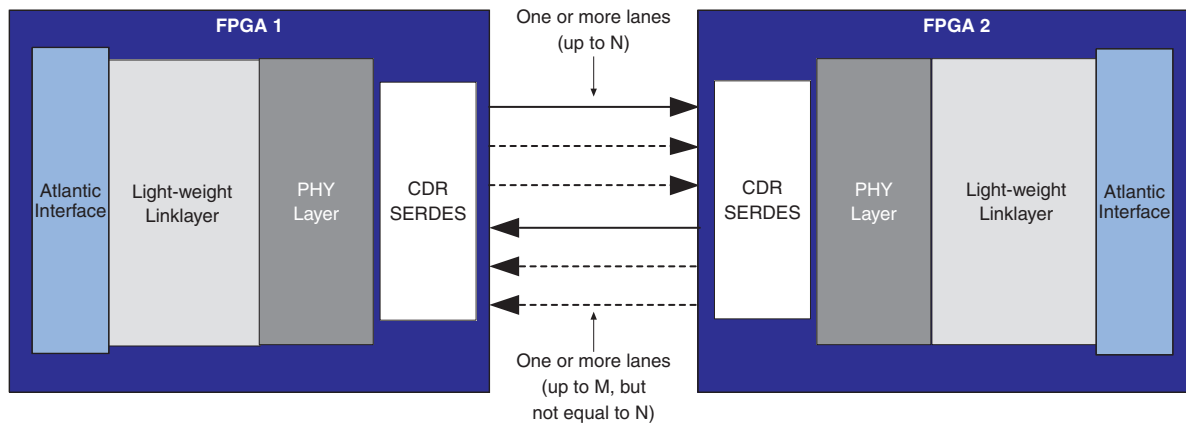 FPGA 1
One or more lanes
(up to N)
FPGA 2
Atlantic
Interface
Light-weight
Linklayer
PHY
Layer
CDR
SERDES
CDR
SERDES
PHY
Layer
Light-weight
Linklayer
Atlantic
Interface
One or more lanes
(up to M, but
not equal to N)